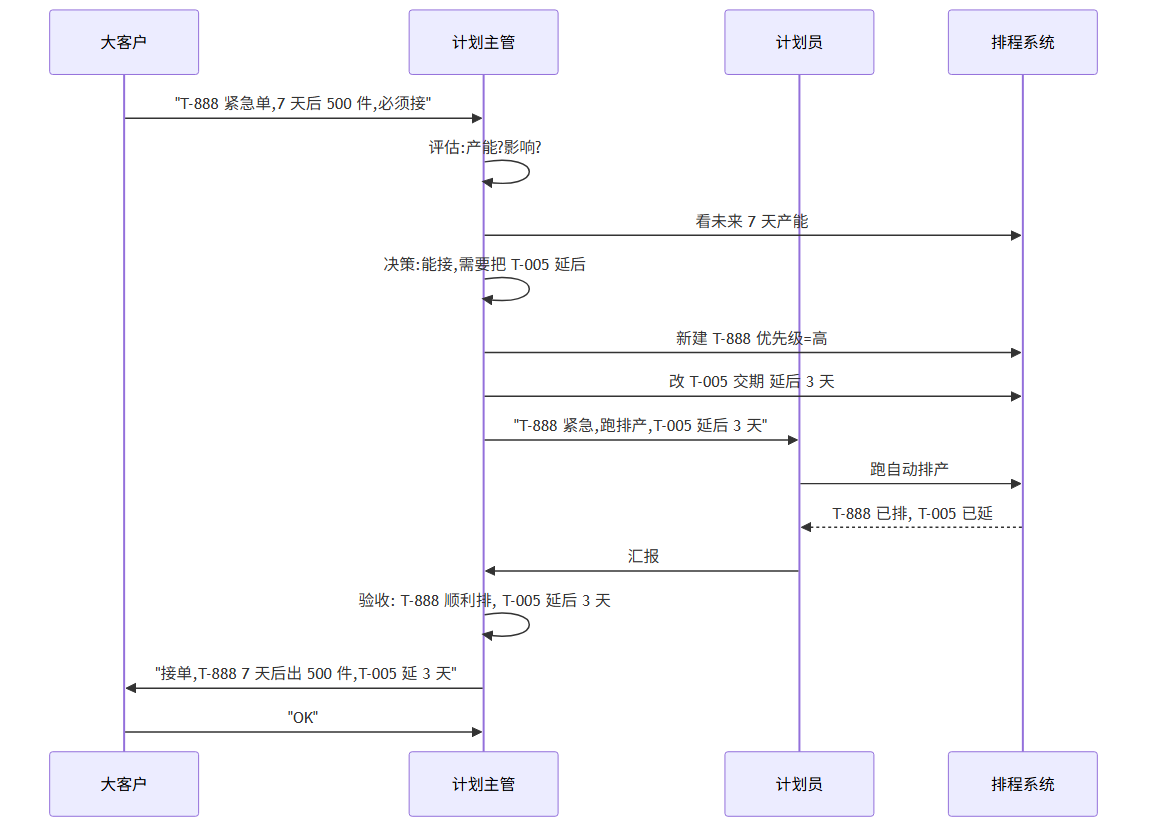 大客户
计划主管
计划员
排程系统
"T-888 紧急单,7 天后 500 件,必须接"
评估:产能?影响?
看未来 7 天产能
决策:能接,需要把 T-005 延后
新建 T-888 优先级=高
改 T-005 交期 延后 3 天
"T-888 紧急,跑排产,T-005 延后 3 天"
跑自动排产
T-888 已排, T-005 已延
汇报
验收: T-888 顺利排, T-005 延后 3 天
"接单,T-888 7 天后出 500 件,T-005 延 3 天"
"OK"
大客户
计划主管
计划员
排程系统